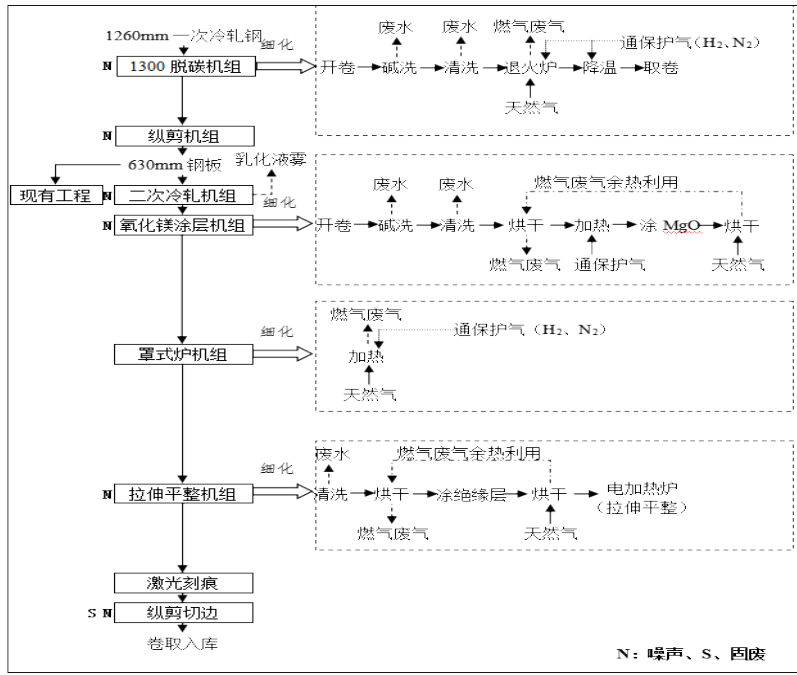 1260mm 一次冷轧钢
细化
N 1300 脱碳机组
废水 废水 燃气废气
通保护气（H2、N2）
开卷 碱洗 清洗 退火炉 降温 取卷
天然气
N 纵剪机组
630mm 钢板
乳化液雾
现有工程 N 二次冷轧机组
细化
N 氧化镁涂层机组
废水 废水 燃气废气余热利用
开卷 碱洗 清洗 烘干 加热 涂 MgO 烘干
燃气废气 通保护气 天然气
罩式炉机组
细化
燃气废气
通保护气（H2、N2）
加热
天然气
N 拉伸平整机组
细化
废水 燃气废气余热利用
清洗 烘干 涂绝缘层 烘干 电加热炉
（拉伸平整）
燃气废气 天然气
激光刻痕
S N 纵剪切边
卷取入库
N：噪声、S、固废